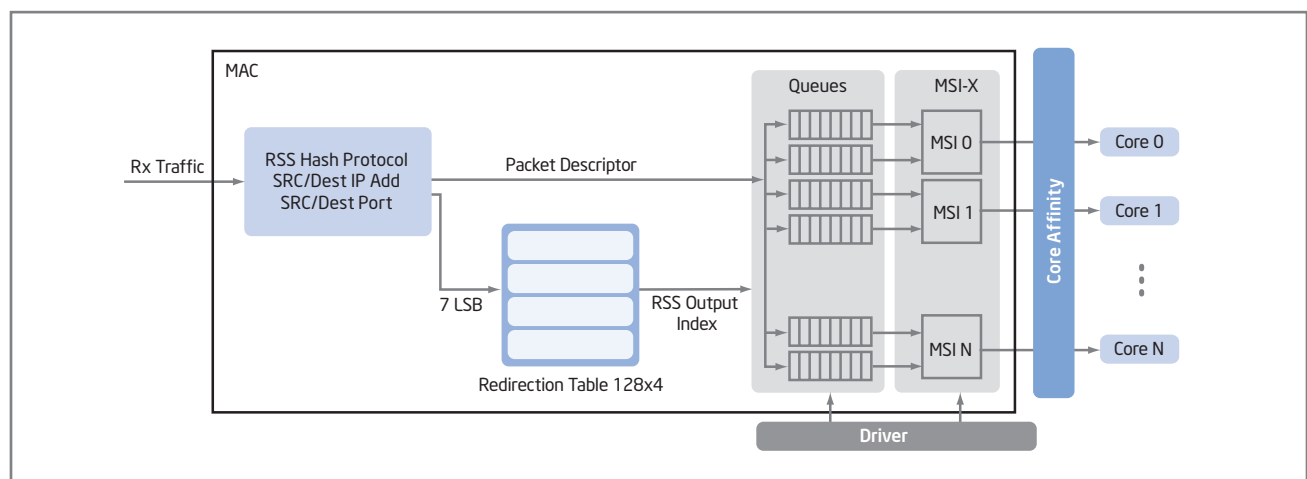 MAC
Rx Traffic
RSS Hash Protocol
SRC/Dest IP Add
SRC/Dest Port
Packet Descriptor
7 LSB
Redirection Table 128x4
RSS Output
Index
Queues
MSI-X
MSI 0
MSI 1
MSI N
Core Affinity
Core 0
Core 1
Core N
Driver